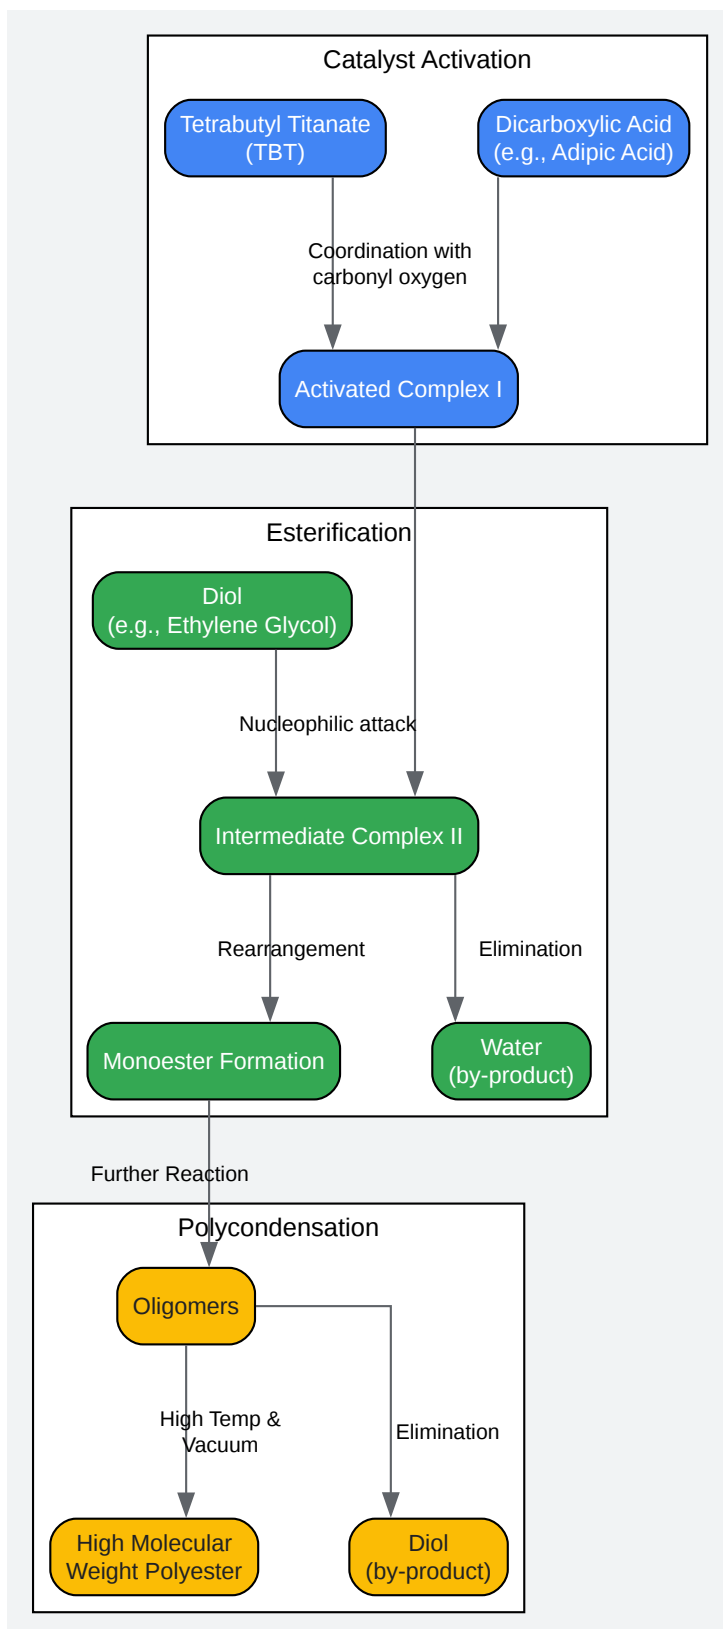 Catalyst Activation
Tetrabutyl Titanate
(TBT)
Dicarboxylic Acid
(e.g., Adipic Acid)
Coordination with
carbonyl oxygen
Activated Complex I
Esterification
Diol
(e.g., Ethylene Glycol)
Nucleophilic attack
Intermediate Complex II
Rearrangement
Elimination
Monoester Formation
Water
(by-product)
Further Reaction
Polycondensation
Oligomers
High Temp &
Vacuum
Elimination
High Molecular
Weight Polyester
Diol
(by-product)